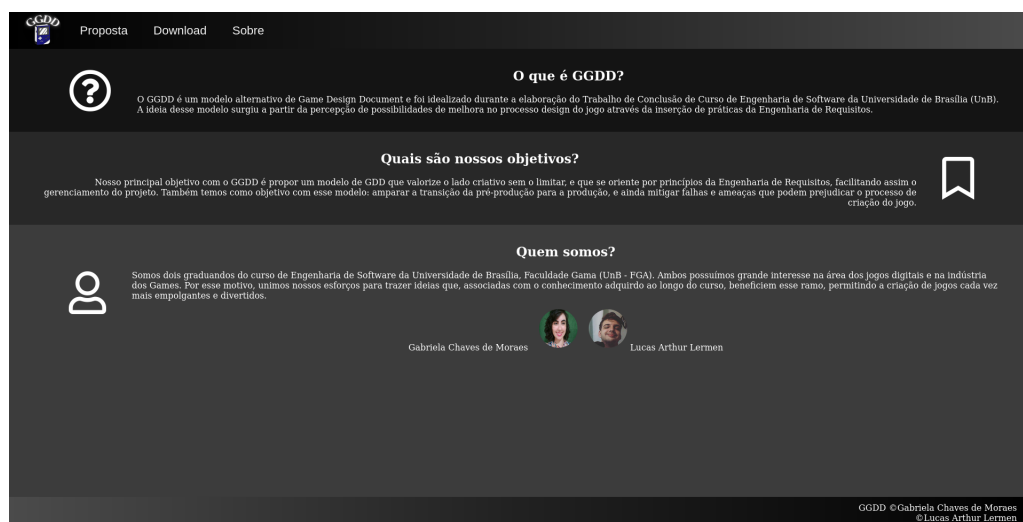 GGDD
Proposta Download Sobre
O que é GGDD?
O GGDD é um modelo alternativo de Game Design Document e foi idealizado durante a elaboração do Trabalho de Conclusão de Curso de Engenharia de Software da Universidade de Brasília (UnB).
A ideia desse modelo surgiu a partir da percepção de possibilidades de melhora no processo design do jogo através da inserção de práticas da Engenharia de Requisitos.
Quais são nossos objetivos?
Nosso principal objetivo com o GGDD é propor um modelo de GDD que valorize o lado criativo sem o limitar, e que se oriente por princípios da Engenharia de Requisitos, facilitando assim o
gerenciamento do projeto. Também temos como objetivo com esse modelo: amparar a transição da pré-produção para a produção, e ainda mitigar falhas e ameaças que podem prejudicar o processo de
criação do jogo.
Quem somos?
Somos dois graduandos do curso de Engenharia de Software da Universidade de Brasília, Faculdade Gama (UnB - FGA). Ambos possuímos grande interesse na área dos jogos digitais e na indústria
dos Games. Por esse motivo, unimos nossos esforços para trazer ideias que, associadas com o conhecimento adquirdo ao longo do curso, beneficiem esse ramo, permitindo a criação de jogos cada vez
mais empolgantes e divertidos.
Gabriela Chaves de Moraes Lucas Arthur Lermen
GGDD ©Gabriela Chaves de Moraes
©Lucas Arthur Lermen